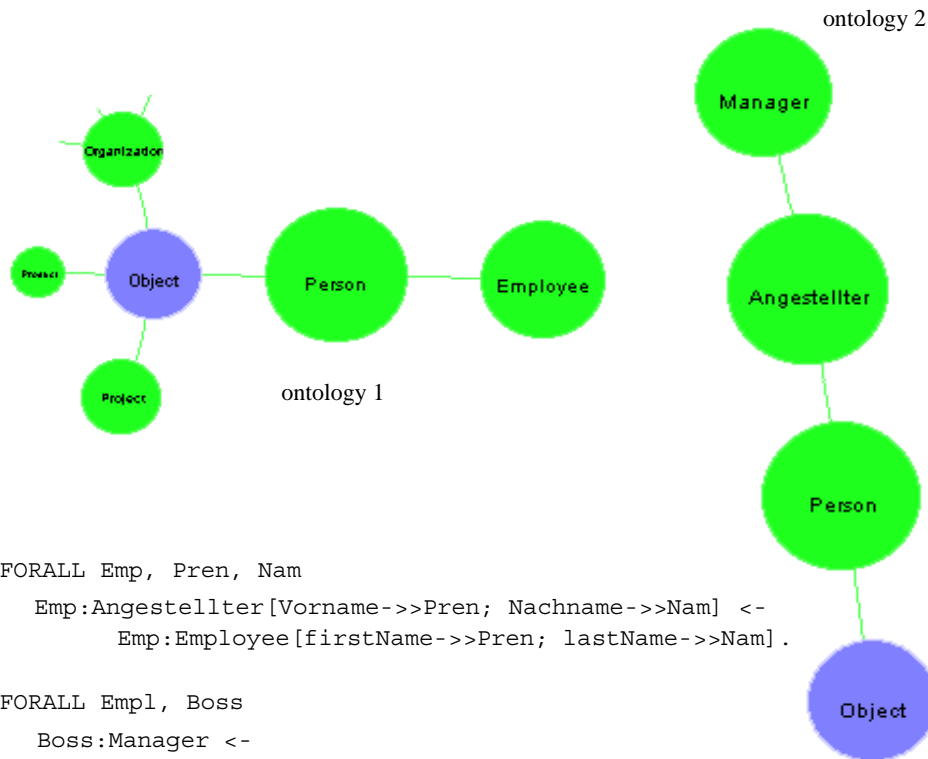 ontology 2
Manager
Organization
Object
Person
Employee
Angestellter
Project
ontology 1
Person
FORALL Emp, Pren, Nam
Emp:Angestellter[Vorname->>Pren; Nachname->>Nam] <-
Emp:Employee[firstName->>Pren; lastName->>Nam].
FORALL Empl, Boss
Object
Boss:Manager <-